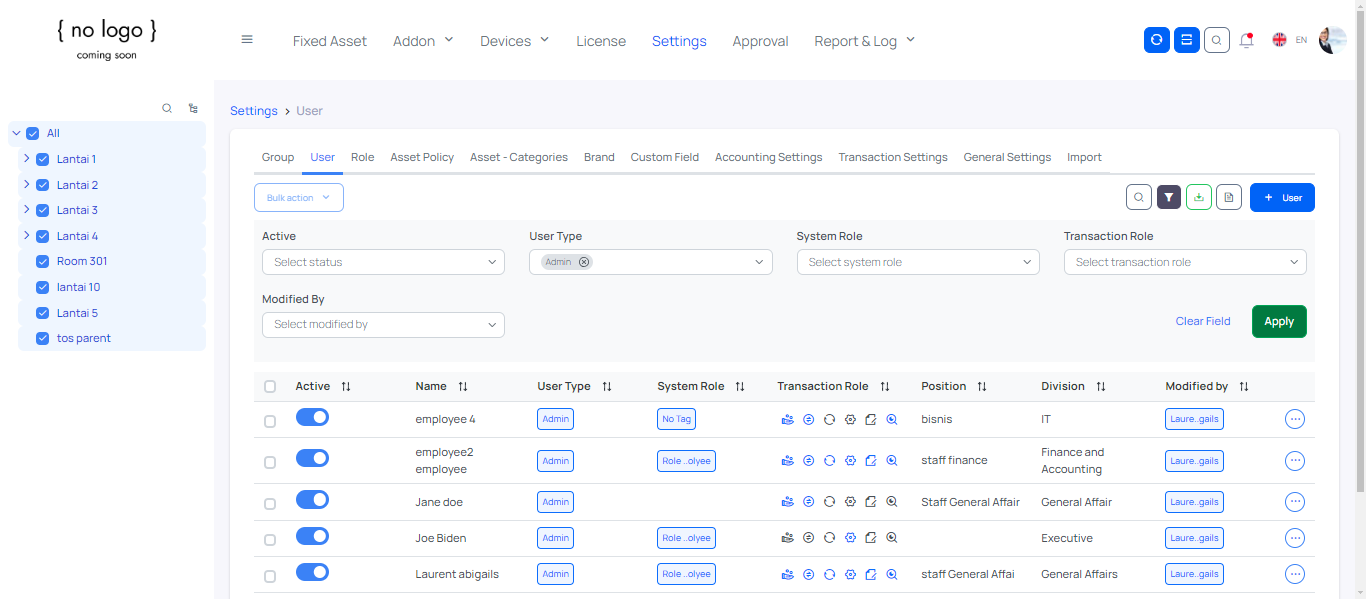 { no logo }
coming soon
Fixed Asset Addon Devices License Settings Approval Report & Log EN
Settings > User
All
Lantai 1
Lantai 2
Lantai 3
Lantai 4
Room 301
lantai 10
Lantai 5
tos parent
Group User Role Asset Policy Asset - Categories Brand Custom Field Accounting Settings Transaction Settings General Settings Import
Bulk action + User
Active User Type System Role Transaction Role
Select status Admin Select system role Select transaction role
Modified By
Select modified by Clear Field Apply
Active Name User Type System Role Transaction Role Position Division Modified by
employee 4 Admin No Tag bisnis IT Laure..gails
employee2 employee Admin Role ..olyee staff finance Finance and Accounting Laure..gails
Jane doe Admin Staff General Affair General Affair Laure..gails
Joe Biden Admin Role ..olyee Executive Laure..gails
Laurent abigails Admin Role ..olyee staff General Affai General Affairs Laure..gails